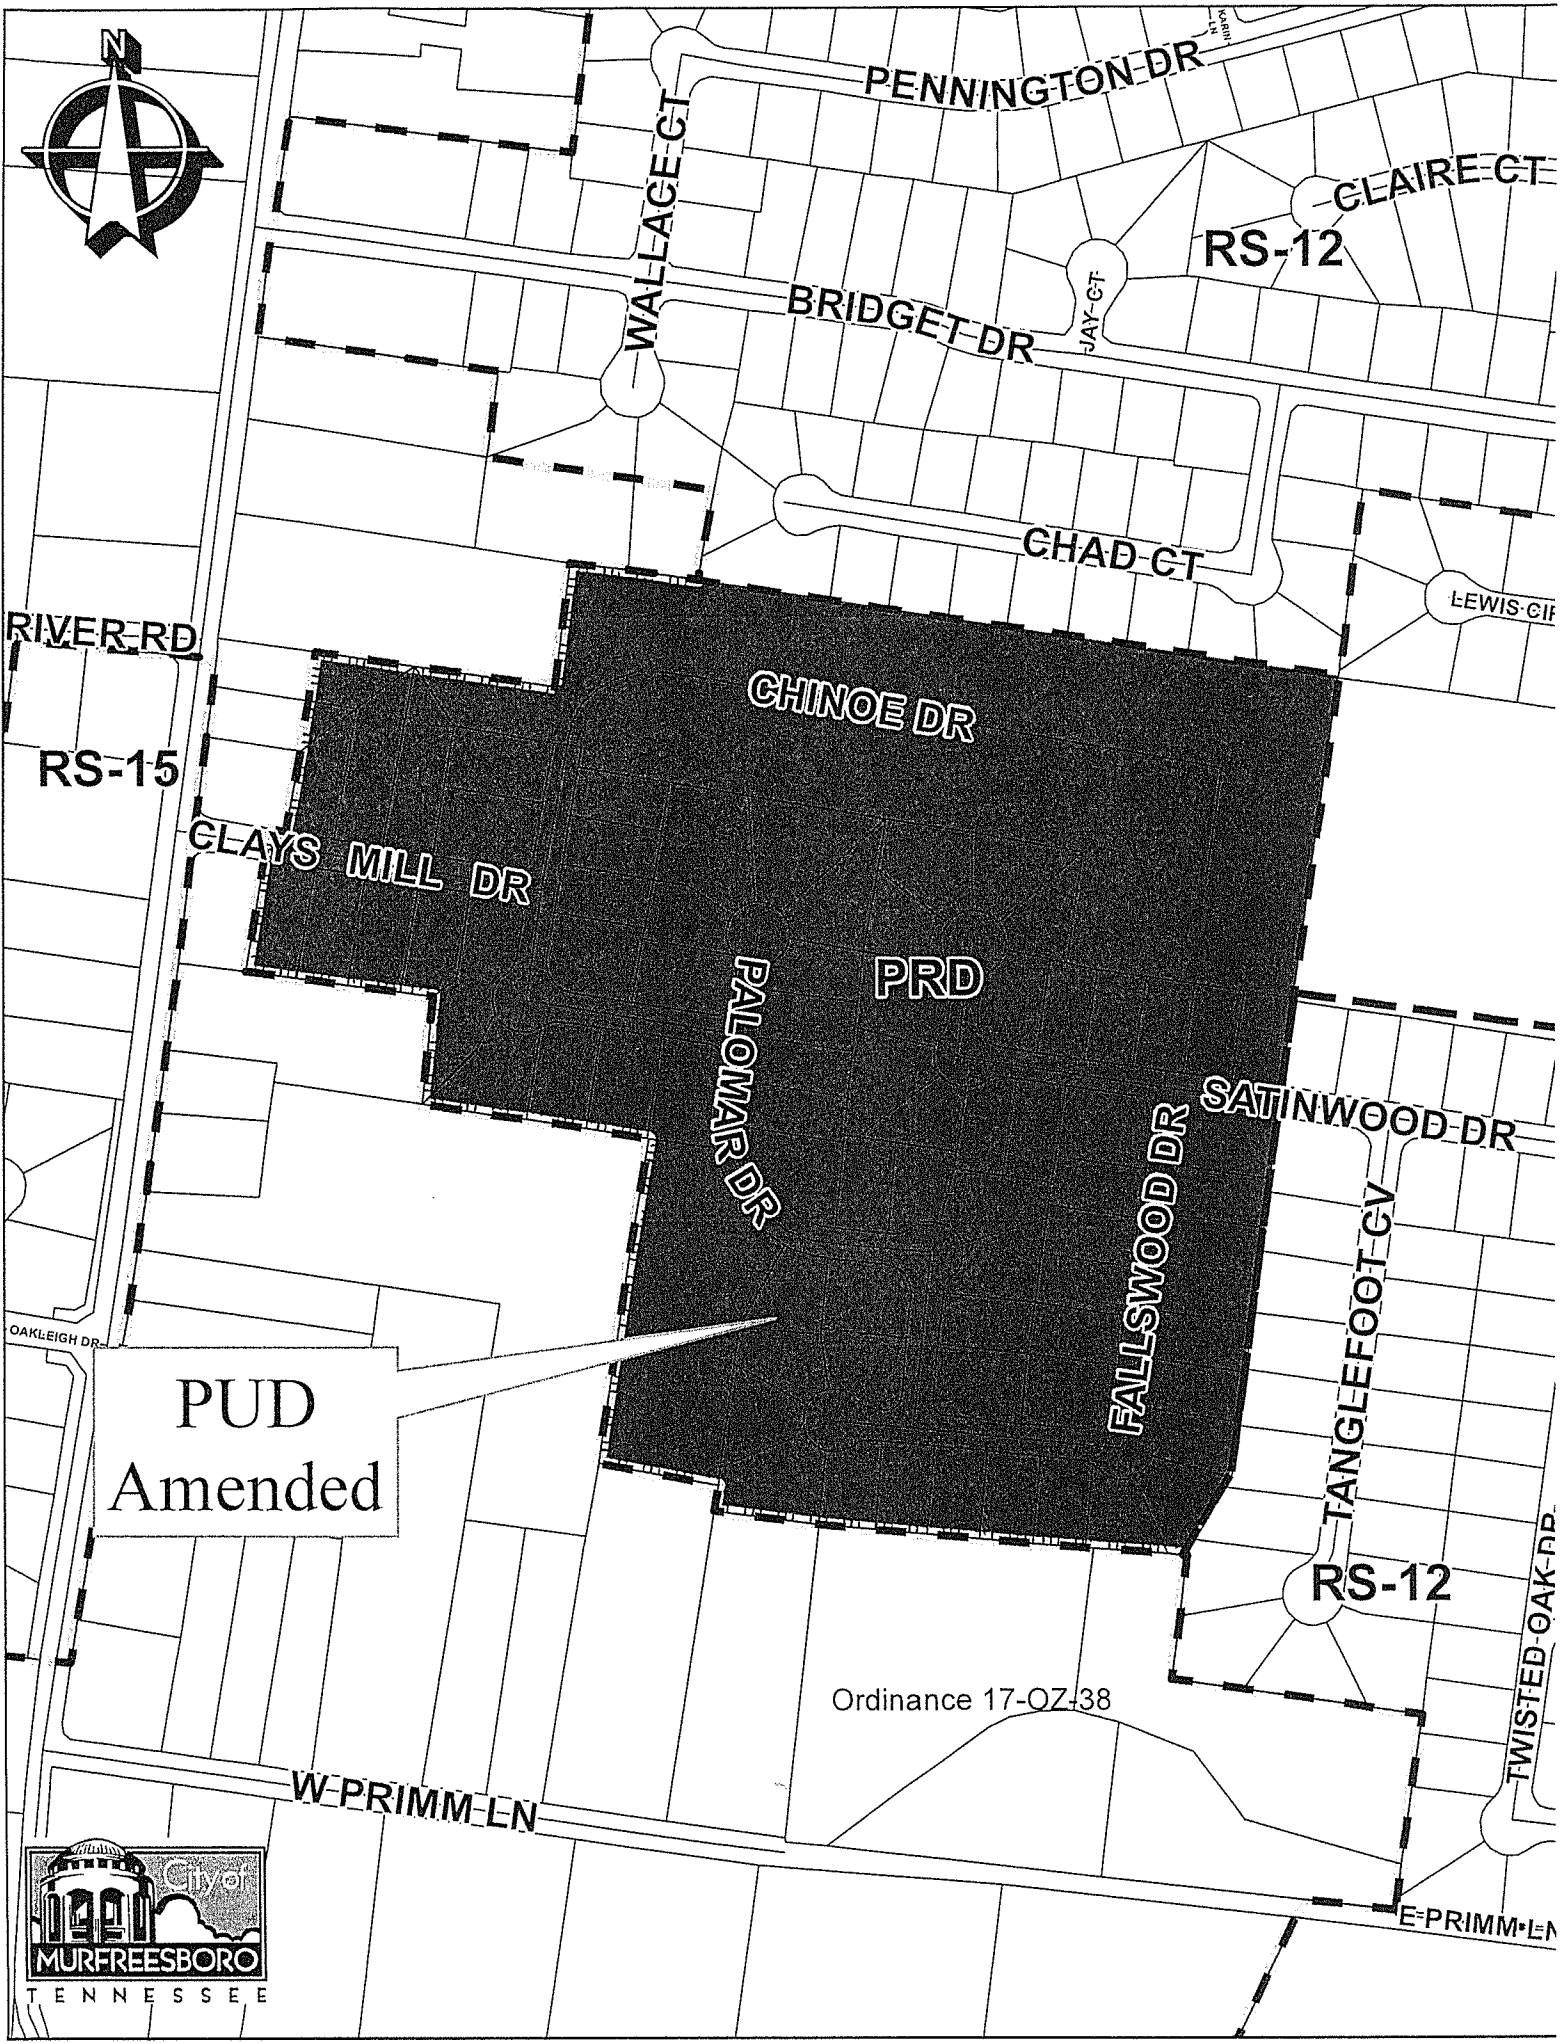 N
KARIN LN
PENNINGTON DR
WALLACE CT
CLAIRE CT
RS-12
JAY CT
BRIDGET DR
CHAD CT
LEWIS CIR
RIVER RD
CHINOE DR
RS-15
CLAYS MILL DR
PALOMAR DR
PRD
SATINWOOD DR
FALLSWOOD DR
TANGLEFOOT CV
OAKLEIGH DR
PUD
Amended
RS-12
TWISTED OAK DR
Ordinance 17-OZ-38
W PRIMM LN
E PRIMM LN
City of
MURFREESBORO
TENNESSEE